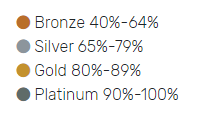 Bronze 40%-64%
Silver 65%-79%
Gold 80%-89%
Platinum 90%-100%